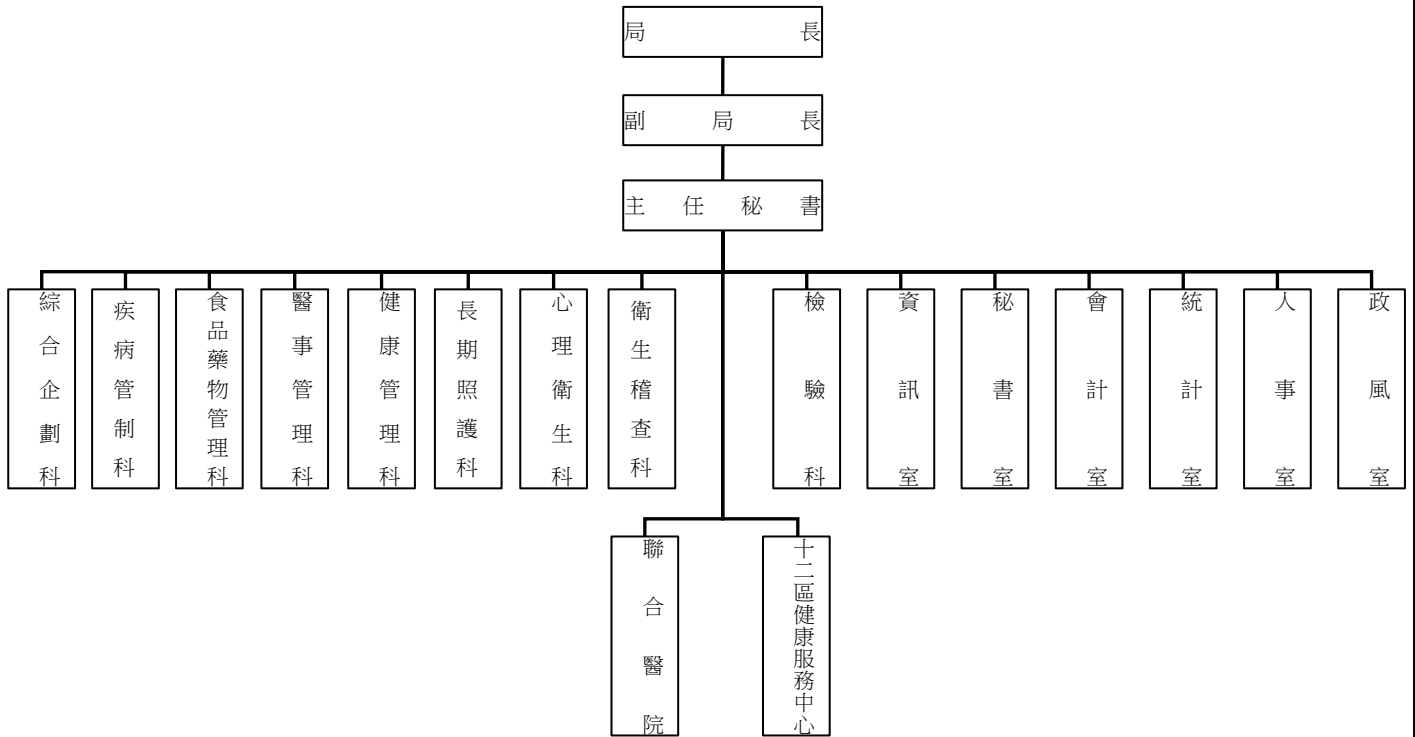 局長
副局長
主任秘書
綜合企劃科
疾病管制科
食品藥物管理科
醫事管理科
健康管理科
長期照護科
心理衛生科
衛生稽查科
檢驗科
資訊室
秘書室
會計室
統計室
人事室
政風室
聯合醫院
十二區健康服務中心